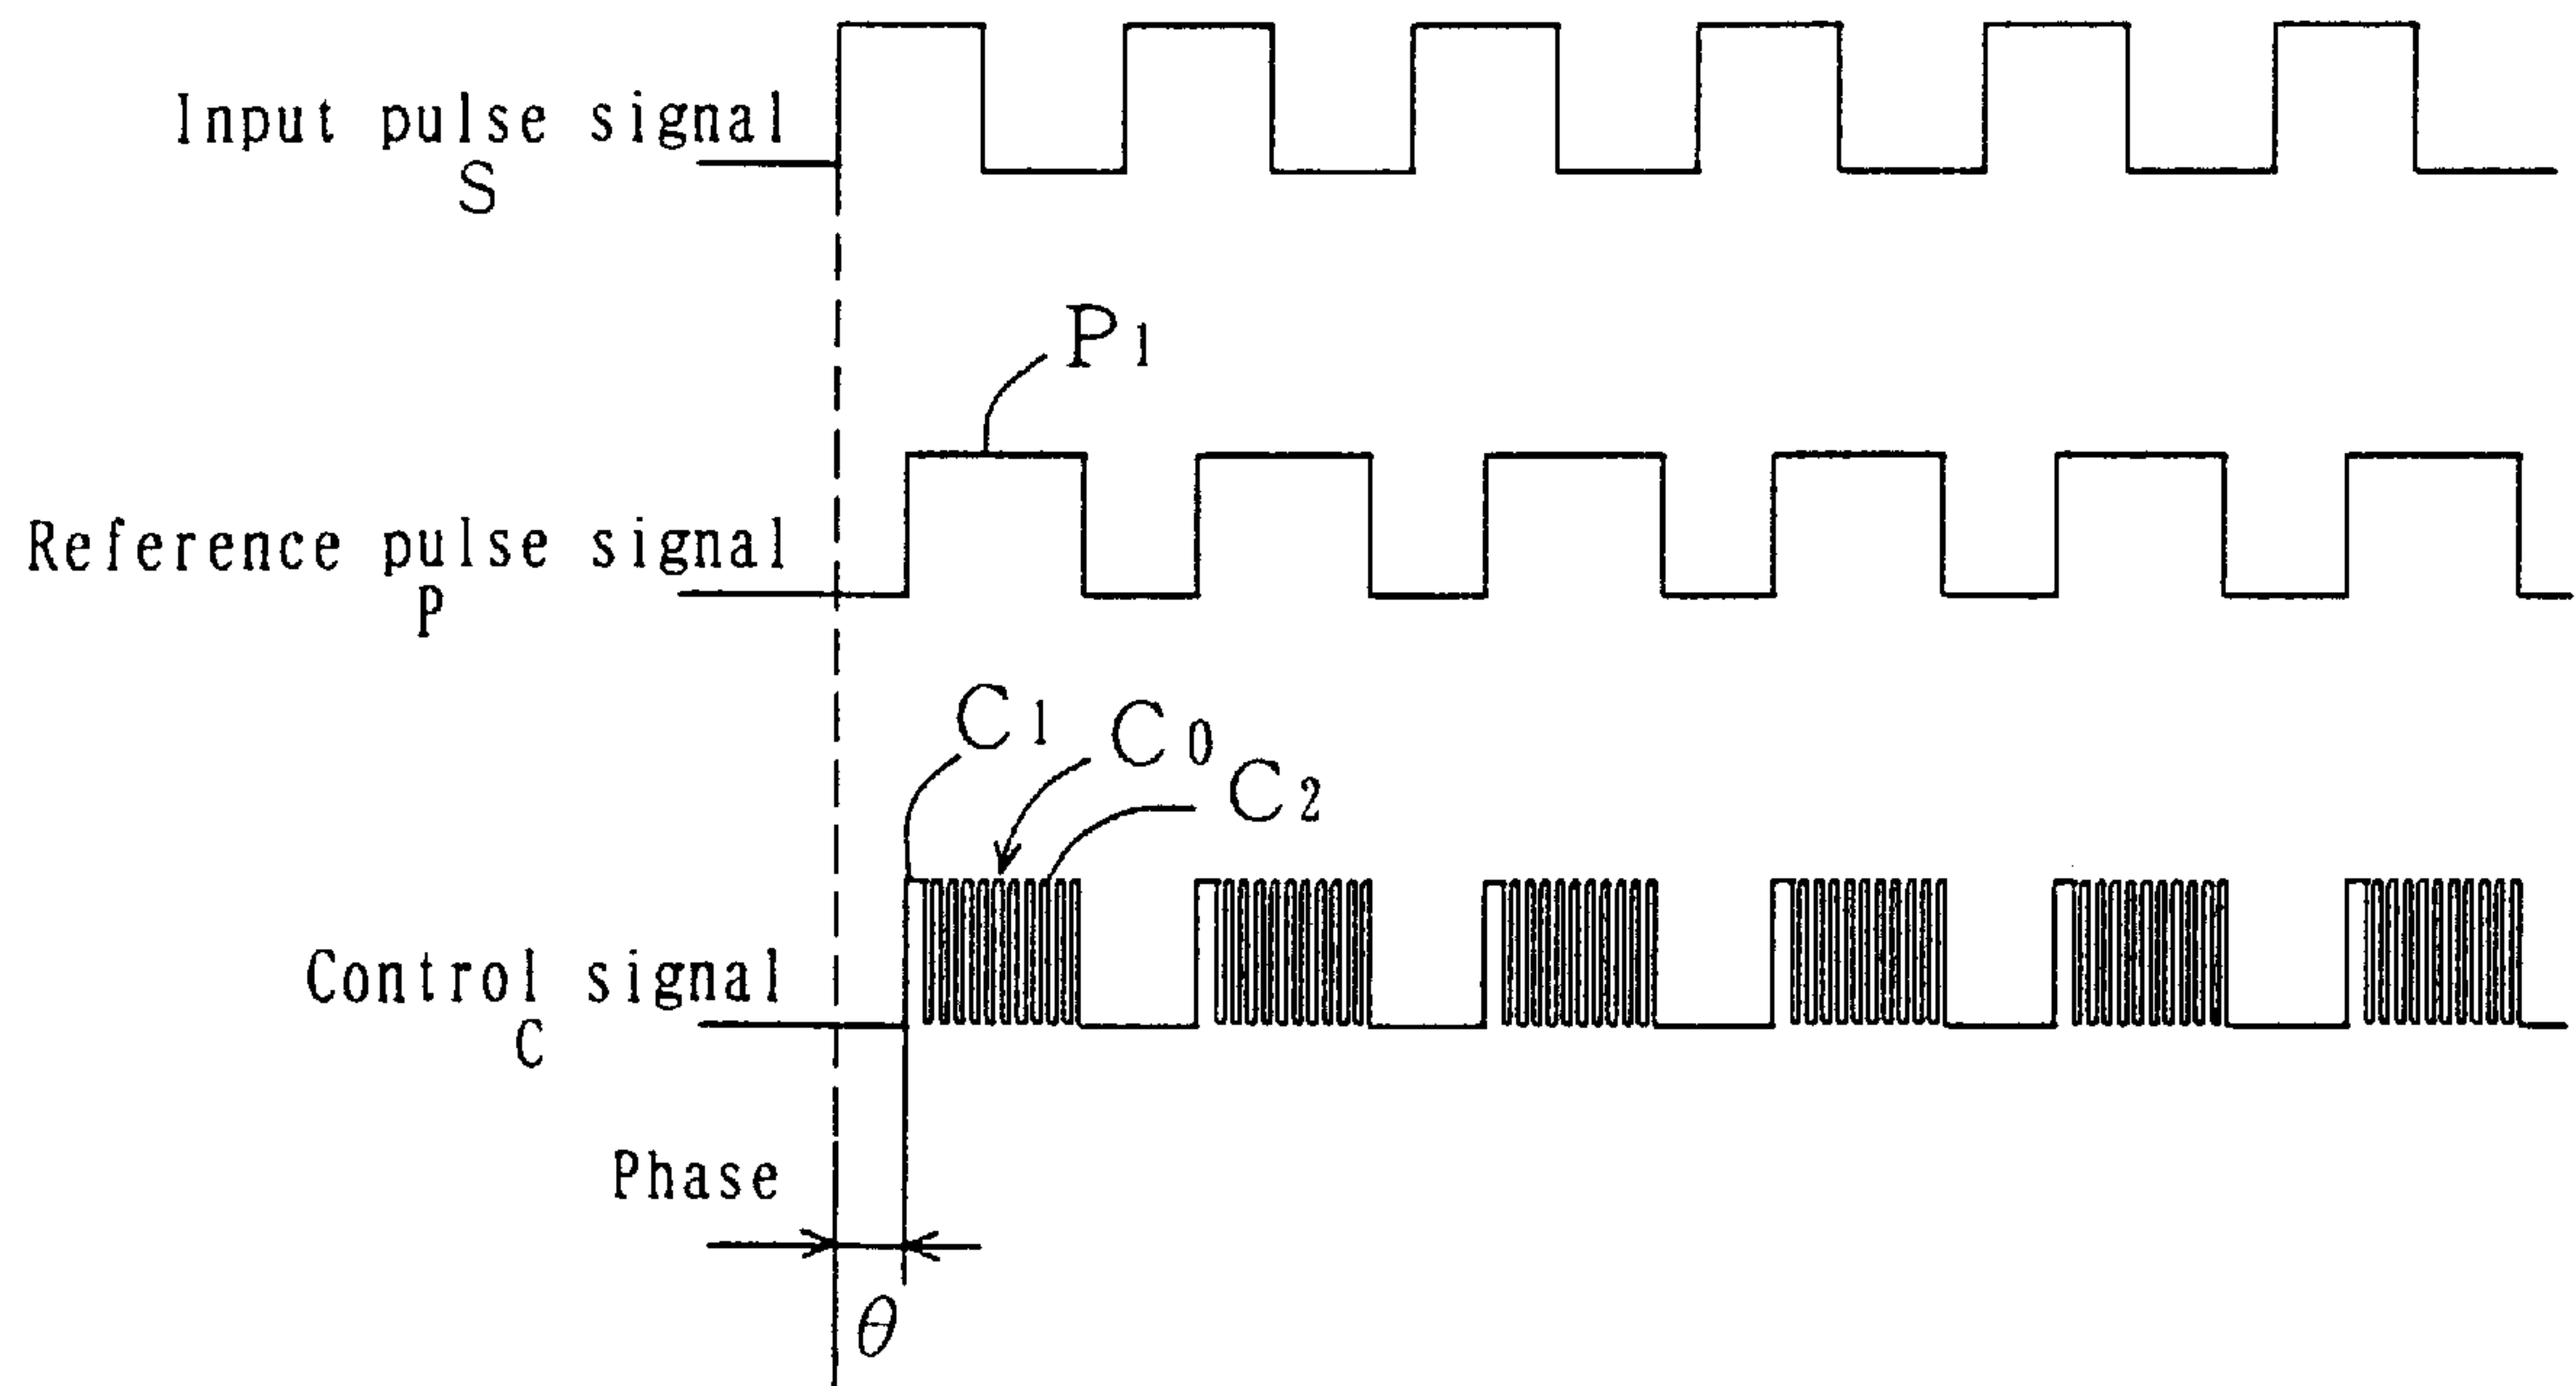 Input pulse signal
S
P1
Reference pulse signal
P
C1
C0
C2
Control signal
C
Phase
θ